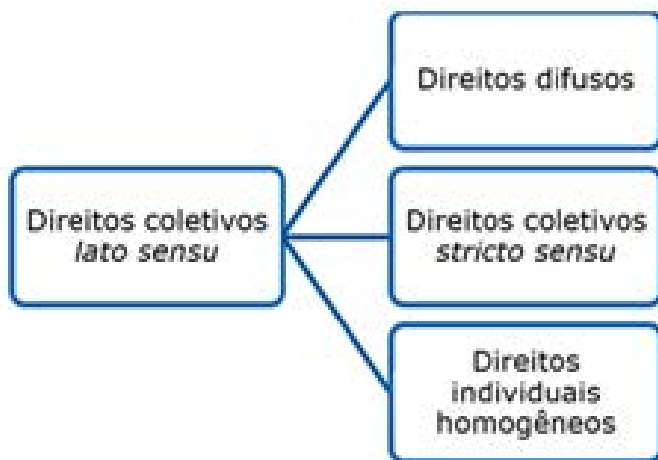 Direitos difusos
Direitos coletivos
lato sensu
Direitos coletivos
stricto sensu
Direitos
individuais
homogêneos